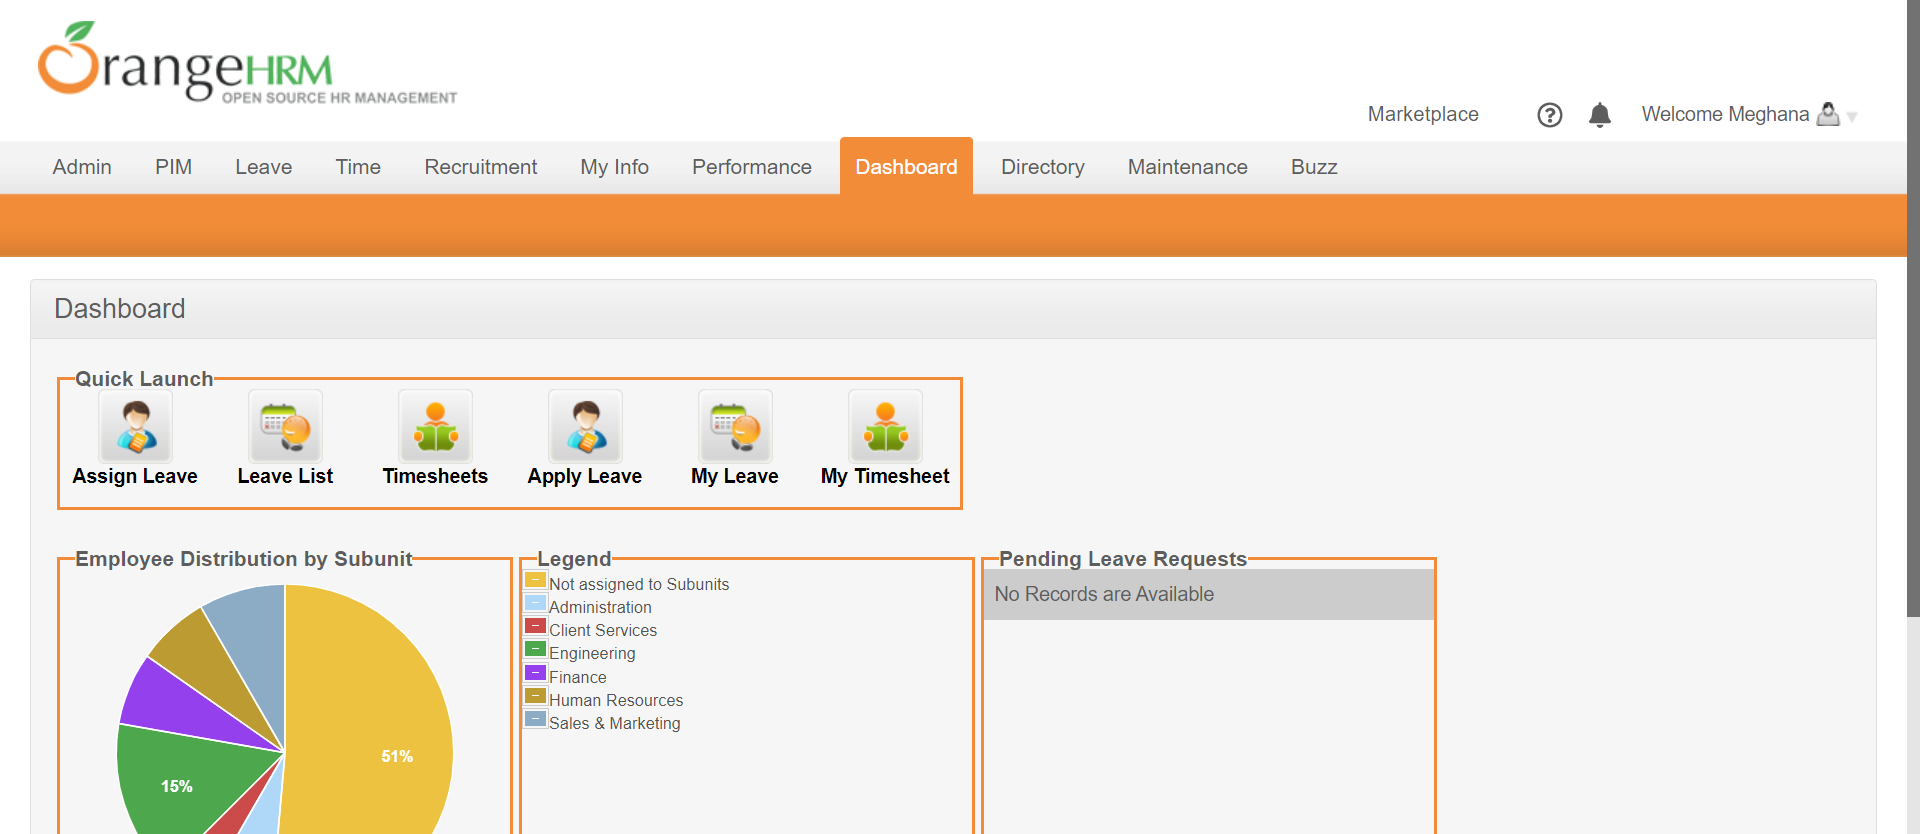 OrangeHRM
OPEN SOURCE HR MANAGEMENT
Marketplace
Welcome Meghana
Admin
PIM
Leave
Time
Recruitment
My Info
Performance
Dashboard
Directory
Maintenance
Buzz
Dashboard
Quick Launch
Assign Leave
Leave List
Timesheets
Apply Leave
My Leave
My Timesheet
Employee Distribution by Subunit
51%
15%
Legend
Not assigned to Subunits
Administration
Client Services
Engineering
Finance
Human Resources
Sales & Marketing
Pending Leave Requests
No Records are Available